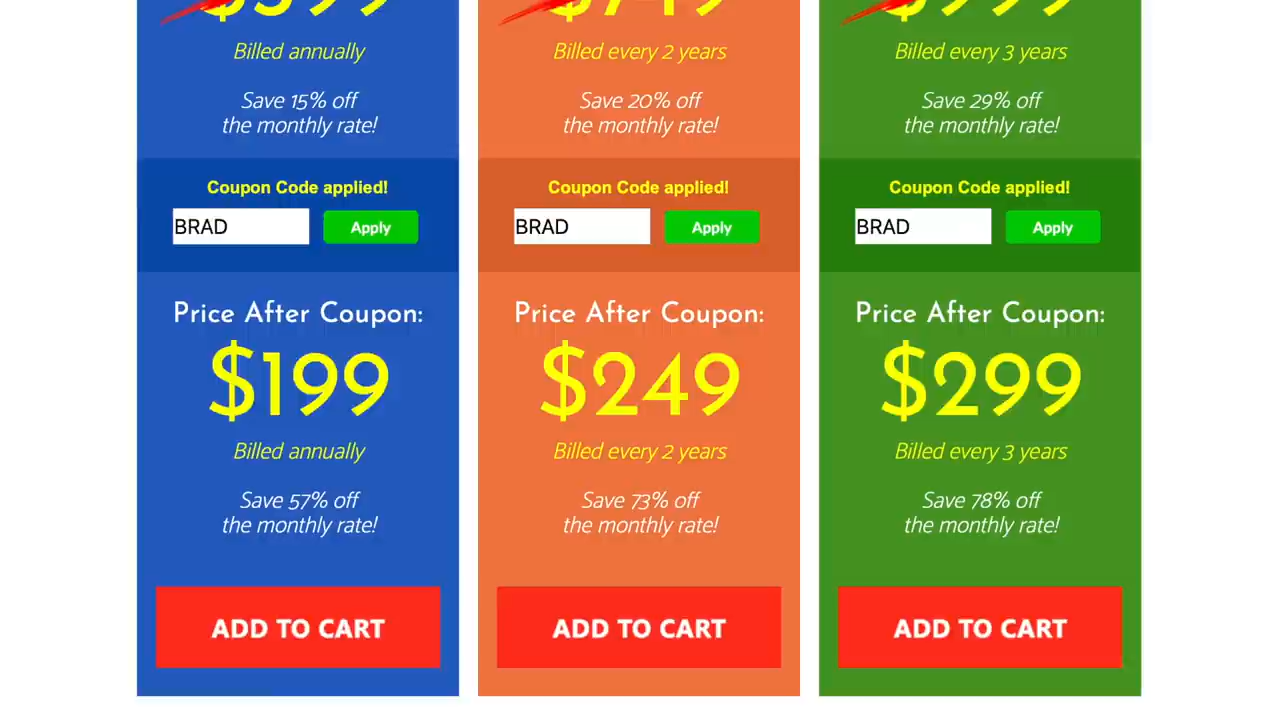 Billed annually
Save 15% off
the monthly rate!
Coupon Code applied!
BRAD Apply
Price After Coupon:
$199
Billed annually
Save 57% off
the monthly rate!
ADD TO CART
Billed every 2 years
Save 20% off
the monthly rate!
Coupon Code applied!
BRAD Apply
Price After Coupon:
$249
Billed every 2 years
Save 73% off
the monthly rate!
ADD TO CART
Billed every 3 years
Save 29% off
the monthly rate!
Coupon Code applied!
BRAD Apply
Price After Coupon:
$299
Billed every 3 years
Save 78% off
the monthly rate!
ADD TO CART